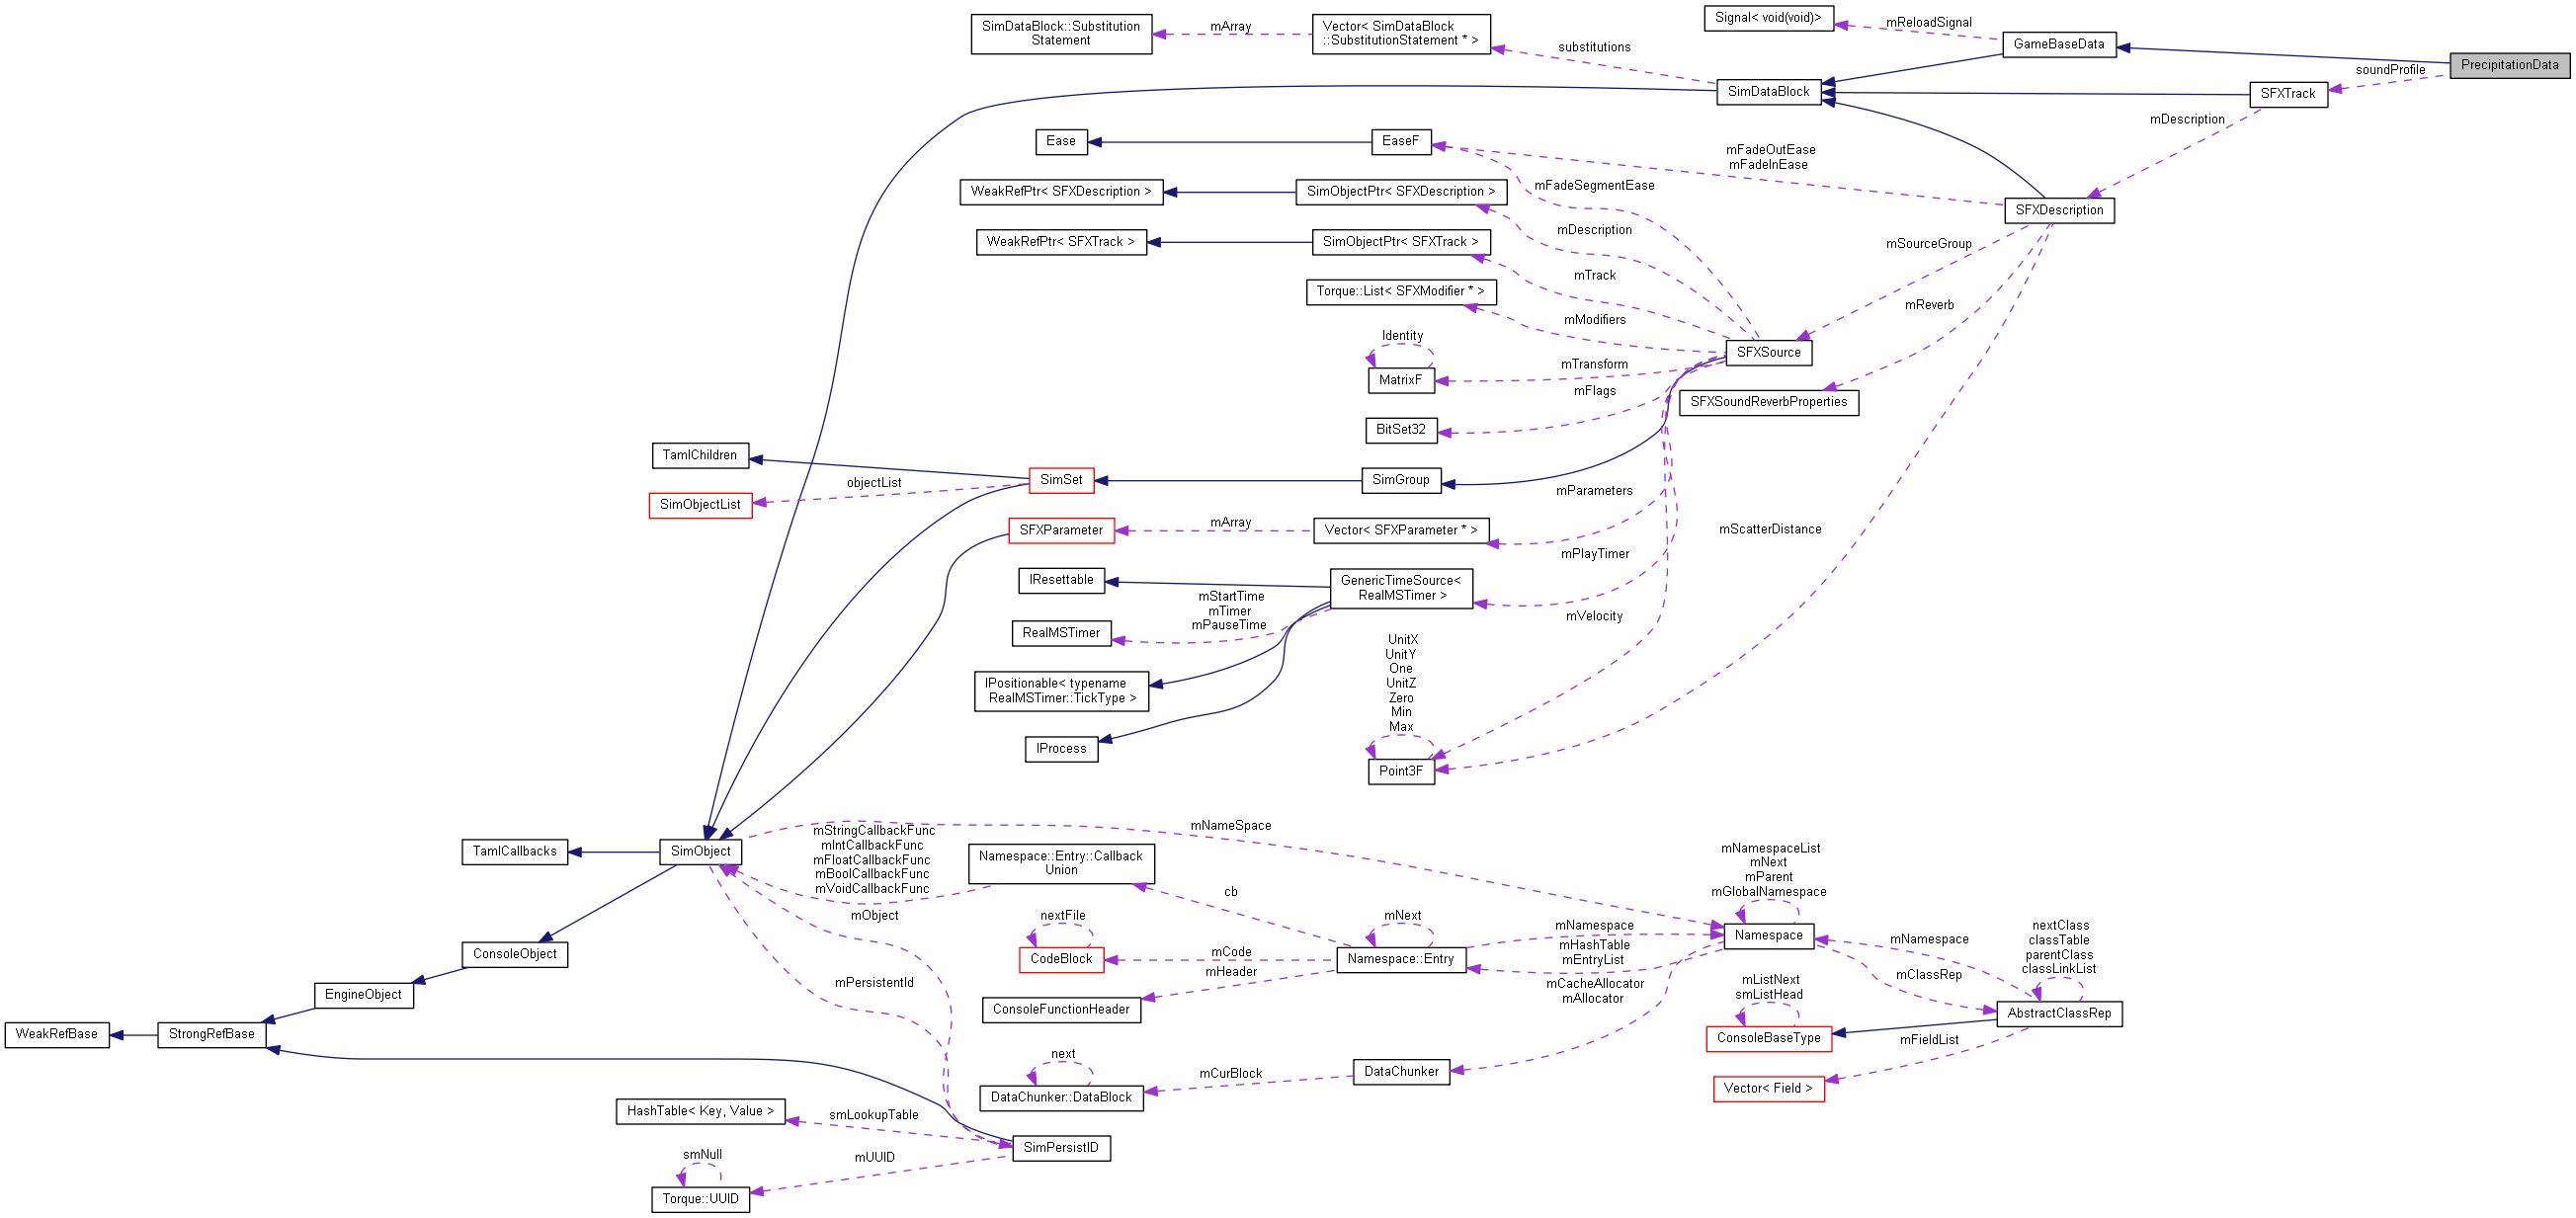 Signal< void(void)>
mReloadSignal
SimDataBlock::Substitution
Statement
mArray
Vector< SimDataBlock
::SubstitutionStatement * >
substitutions
GameBaseData
PrecipitationData
soundProfile
SimDataBlock
SFXTrack
mDescription
Ease
EaseF
mFadeOutEase
mFadeInEase
mFadeSegmentEase
WeakRefPtr< SFXDescription >
SimObjectPtr< SFXDescription >
SFXDescription
mDescription
WeakRefPtr< SFXTrack >
SimObjectPtr< SFXTrack >
mSourceGroup
mTrack
Torque::List< SFXModifier * >
mReverb
mModifiers
Identity
SFXSource
MatrixF
mTransform
mFlags
SFXSoundReverbProperties
BitSet32
TamlChildren
objectList
SimSet
SimGroup
SimObjectList
mParameters
SFXParameter
mArray
Vector< SFXParameter * >
mScatterDistance
mPlayTimer
IResettable
GenericTimeSource<
RealMSTimer >
mStartTime
mTimer
mPauseTime
RealMSTimer
mVelocity
UnitX
UnitY
One
UnitZ
Zero
Min
Max
IPositionable< typename
RealMSTimer::TickType >
IProcess
Point3F
mNameSpace
TamlCallbacks
SimObject
mStringCallbackFunc
mIntCallbackFunc
mFloatCallbackFunc
mBoolCallbackFunc
mVoidCallbackFunc
Namespace::Entry::Callback
Union
cb
mNamespaceList
mNext
mParent
mGlobalNamespace
mObject
nextFile
mNext
mNamespace
Namespace
mNamespace
nextClass
classTable
parentClass
classLinkList
ConsoleObject
CodeBlock
mCode
Namespace::Entry
mHashTable
mEntryList
mHeader
mPersistentId
mCacheAllocator
mAllocator
mClassRep
mListNext
smListHead
EngineObject
ConsoleFunctionHeader
AbstractClassRep
WeakRefBase
StrongRefBase
ConsoleBaseType
mFieldList
next
mCurBlock
DataChunker
DataChunker::DataBlock
Vector< Field >
HashTable< Key, Value >
smLookupTable
SimPersistID
smNull
mUUID
Torque::UUID